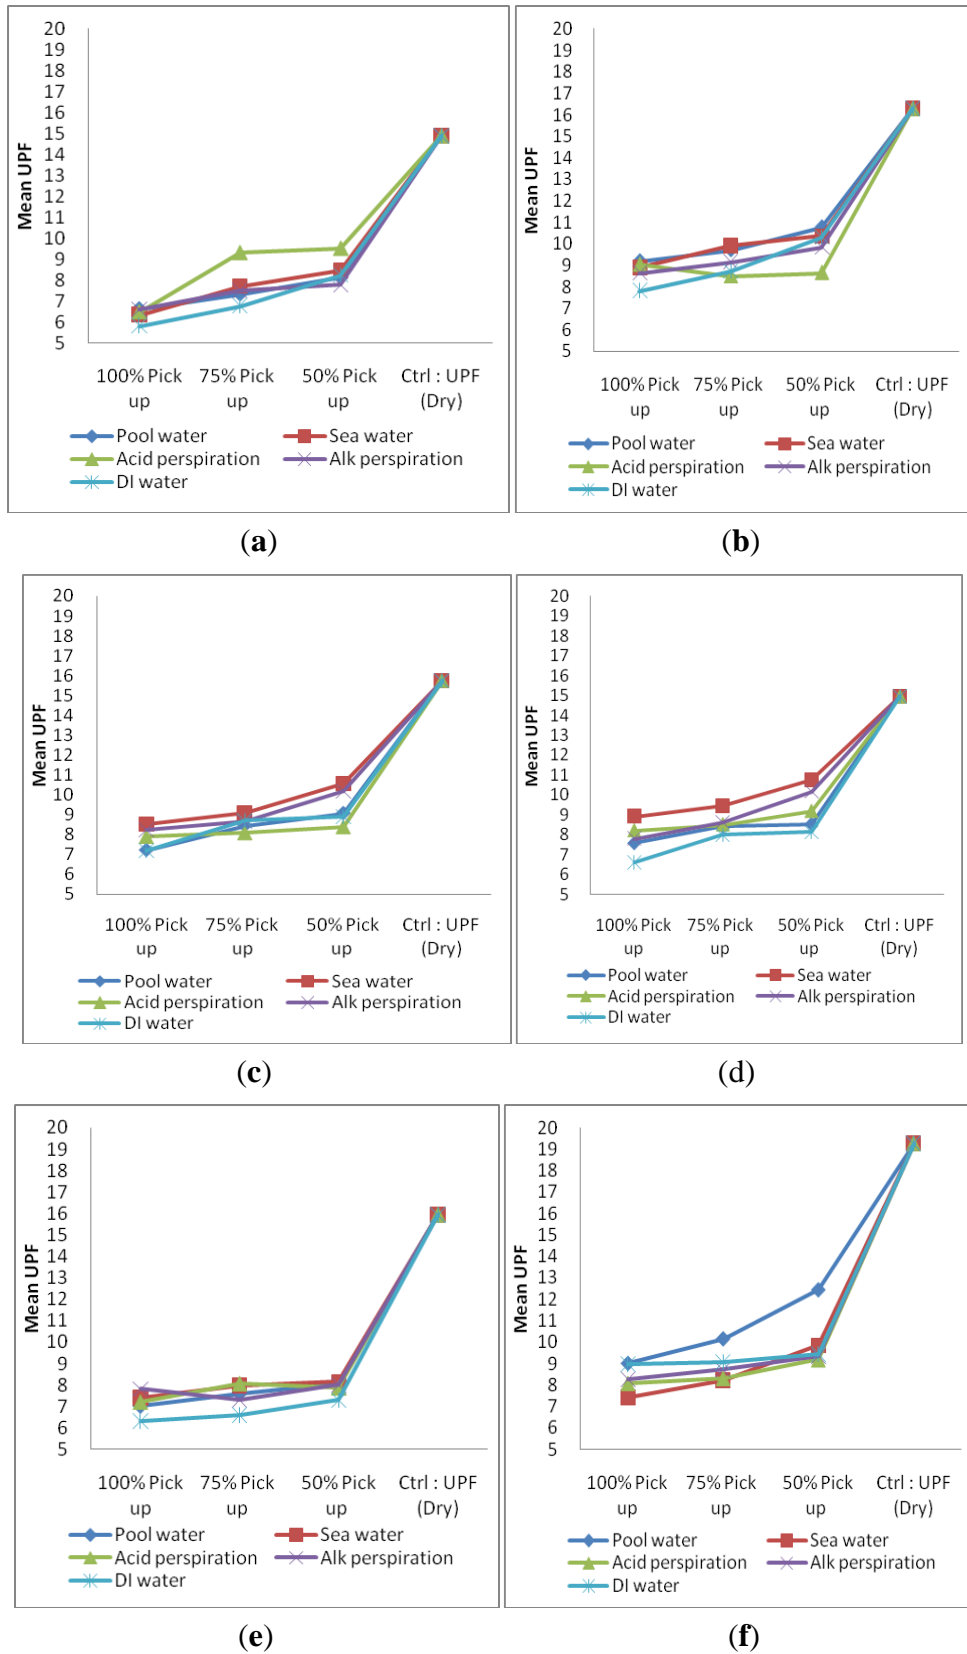 20
19
18
17
16
15
14
13
12
11
10
9
8
7
6
5
Mean UPF
100% Pick up
75% Pick up
50% Pick up
Ctrl : UPF (Dry)
Pool water
Sea water
Acid perspiration
Alk perspiration
DI water
(a)
20
19
18
17
16
15
14
13
12
11
10
9
8
7
6
5
Mean UPF
100% Pick up
75% Pick up
50% Pick up
Ctrl : UPF (Dry)
Pool water
Sea water
Acid perspiration
Alk perspiration
DI water
(b)
20
19
18
17
16
15
14
13
12
11
10
9
8
7
6
5
Mean UPF
100% Pick up
75% Pick up
50% Pick up
Ctrl : UPF (Dry)
Pool water
Sea water
Acid perspiration
Alk perspiration
DI water
(c)
20
19
18
17
16
15
14
13
12
11
10
9
8
7
6
5
Mean UPF
100% Pick up
75% Pick up
50% Pick up
Ctrl : UPF (Dry)
Pool water
Sea water
Acid perspiration
Alk perspiration
DI water
(d)
20
19
18
17
16
15
14
13
12
11
10
9
8
7
6
5
Mean UPF
100% Pick up
75% Pick up
50% Pick up
Ctrl : UPF (Dry)
Pool water
Sea water
Acid perspiration
Alk perspiration
DI water
(e)
20
19
18
17
16
15
14
13
12
11
10
9
8
7
6
5
Mean UPF
100% Pick up
75% Pick up
50% Pick up
Ctrl : UPF (Dry)
Pool water
Sea water
Acid perspiration
Alk perspiration
DI water
(f)